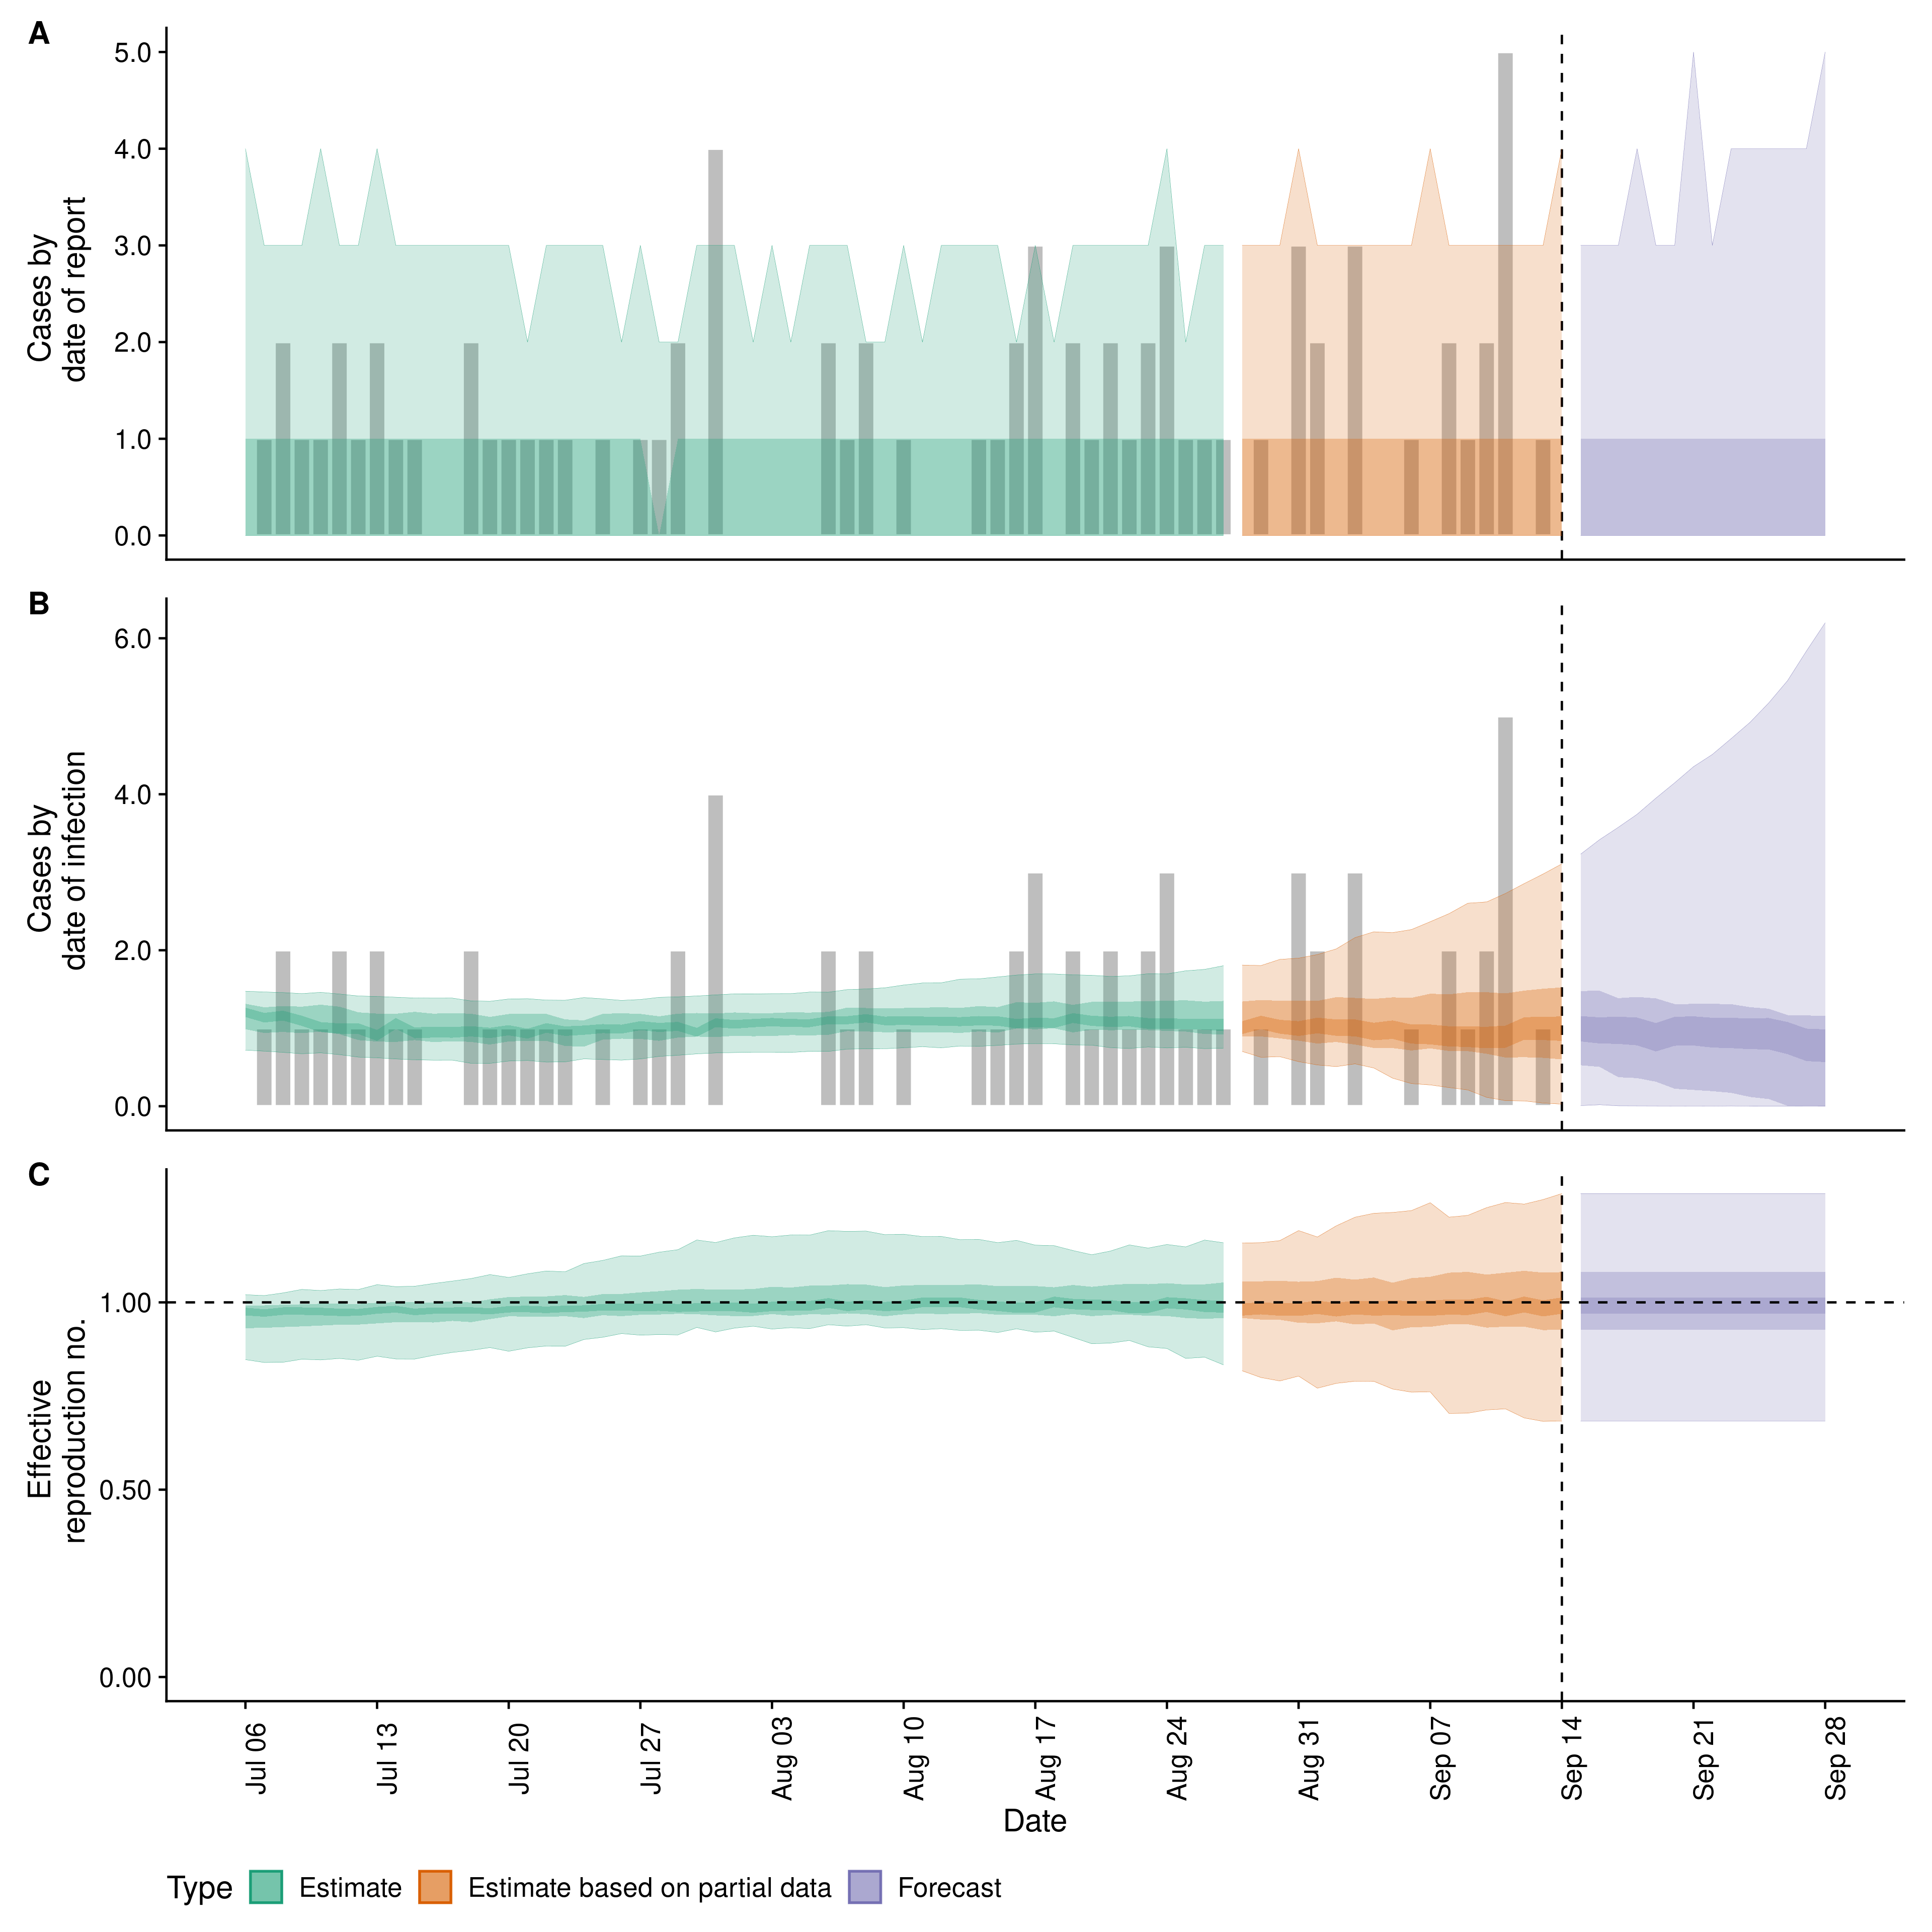 A
Cases by
date of report
5.0
4.0
3.0
2.0
1.0
0.0
B
Cases by
date of infection
6.0
4.0
2.0
0.0
C
Effective
reproduction no.
1.00
0.50
0.00
Jul 06
Jul 13
Jul 20
Jul 27
Aug 03
Aug 10
Aug 17
Aug 24
Aug 31
Sep 07
Sep 14
Sep 21
Sep 28
Date
Type Estimate Estimate based on partial data Forecast